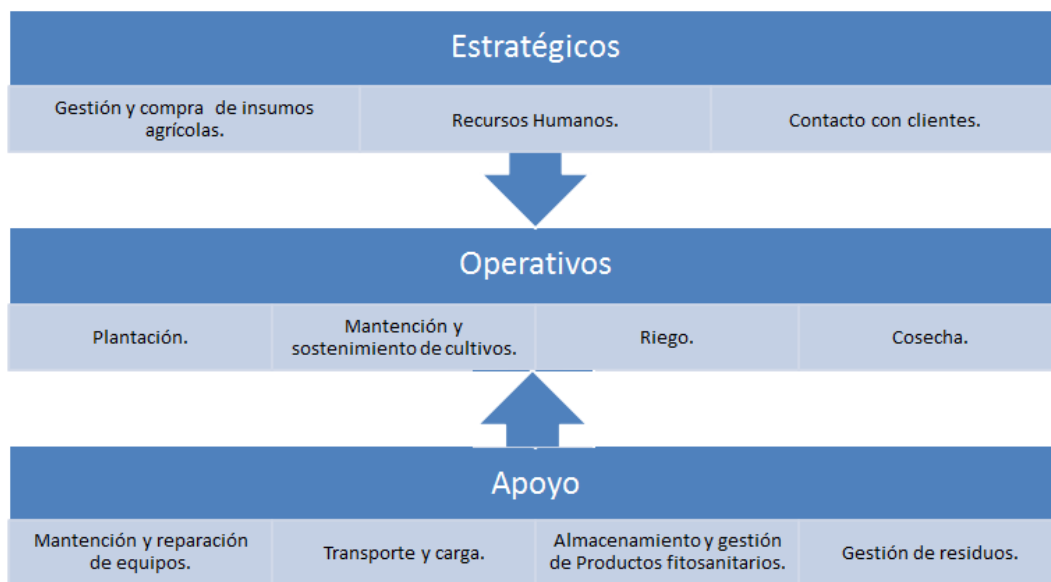 Estratégicos
Gestión y compra de insumos
agrícolas.
Recursos Humanos.
Contacto con clientes.
Operativos
Plantación.
Mantención y
sostenimiento de cultivos.
Riego.
Cosecha.
Apoyo
Mantención y reparación
de equipos.
Transporte y carga.
Almacenamiento y gestión
de Productos fitosanitarios.
Gestión de residuos.